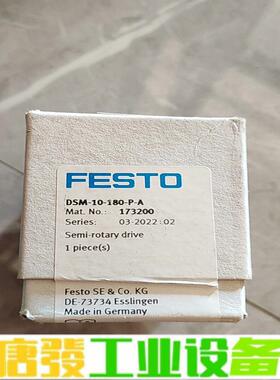 FESTO
DSM-10-180-P-A
Mat. No.: 173200
Series: 03-2022:02
Semi-rotary drive
1 piece(s)
Festo SE & Co. KG
DE-73734 Esslingen
Made in Germany
唐發工业设备